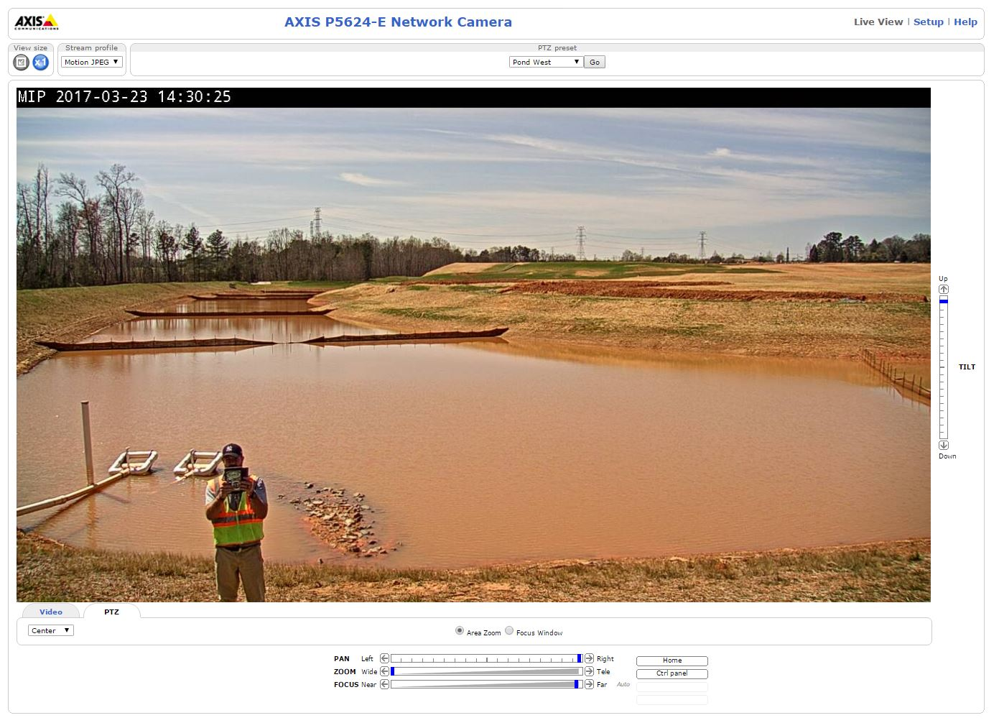 AXIS
COMMUNICATIONS
AXIS P5624-E Network Camera
Live View | Setup | Help
View size
Stream profile
PTZ preset
x1
Motion JPEG
Pond West
Go
MIP 2017-03-23 14:30:25
Up
TILT
Down
Video
PTZ
Center
Area Zoom
Focus Window
PAN Left
Right
Home
ZOOM Wide
Tele
Ctrl panel
FOCUS Near
Far
Auto